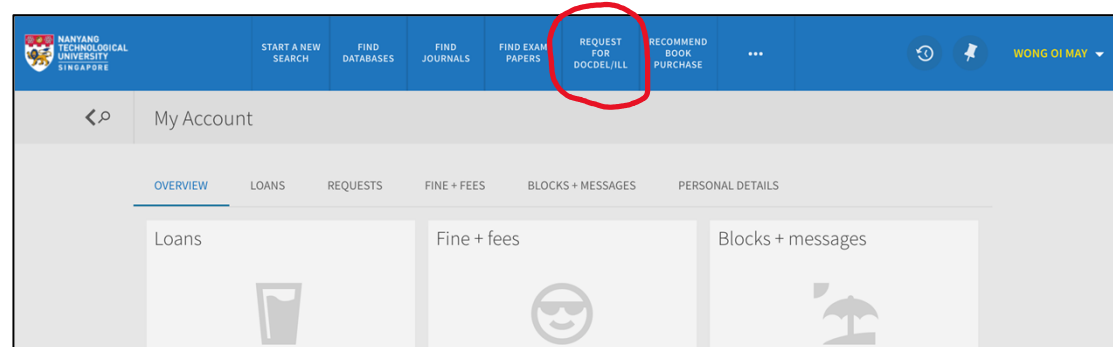 NANYANG
TECHNOLOGICAL
UNIVERSITY
SINGAPORE
START A NEW
SEARCH
FIND
DATABASES
FIND
JOURNALS
FIND EXAM
PAPERS
REQUEST
FOR
DOCDEL/ILL
RECOMMEND
BOOK
PURCHASE
•••
WONG OI MAY
My Account
OVERVIEW LOANS REQUESTS FINE + FEES BLOCKS + MESSAGES PERSONAL DETAILS
Loans Fine + fees Blocks + messages